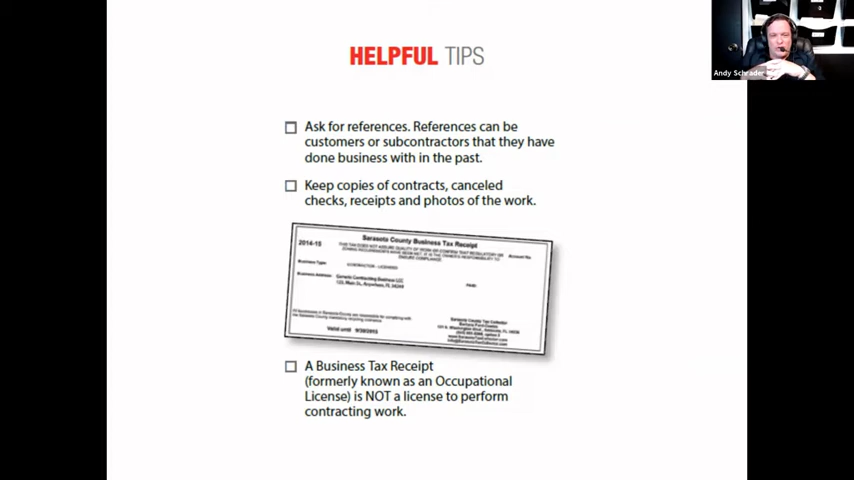 HELPFUL TIPS
Andy Schrader
Ask for references. References can be
customers or subcontractors that they have
done business with in the past.
Keep copies of contracts, canceled
checks, receipts and photos of the work.
Sarasota County Business Tax Receipt
2014-15
Account No
Business Type:
CONTRACTOR - LICENSED
Business Address:
Generic Contracting Business LLC
123, Main St, Anywhere, FL 34249
Sarasota County Tax Collector
Valid until 9/30/2015
A Business Tax Receipt
(formerly known as an Occupational
License) is NOT a license to perform
contracting work.